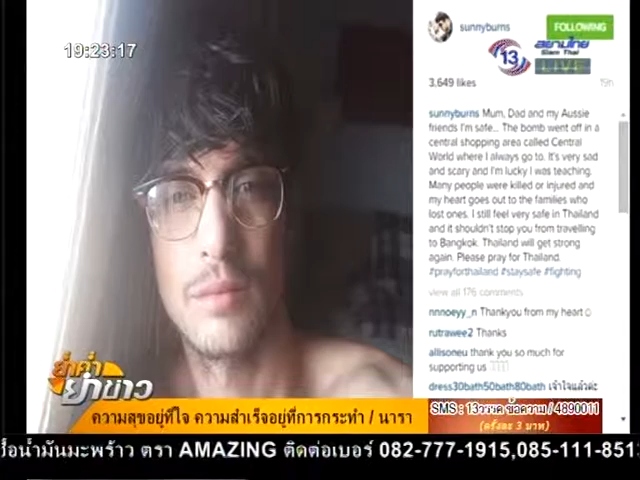 19:23:17
sunnyburns
FOLLOWING
13
สยามไทย
Siam Thai
LIVE
3,649 likes
19h
sunnyburns Mum, Dad and my Aussie
friends I'm safe... The bomb went off in a
central shopping area called Central
World where I always go to. It's very sad
and scary and I'm lucky I was teaching.
Many people were killed or injured and
my heart goes out to the families who
lost ones. I still feel very safe in Thailand
and it shouldn't stop you from travelling
to Bangkok. Thailand will get strong
again. Please pray for Thailand.
#prayforthailand #staysafe #fighting
view all 176 comments
nnnoeyy_n Thankyou from my heart☺
rutrawee2 Thanks
allisoneu thank you so much for
supporting us
dress30bath50bath80bath เข้าใจแล้วค่ะ
ย่ำค่ำ
ย่ำข่าว
ความสุขอยู่ที่ใจ ความสำเร็จอยู่ที่การกระทำ / นารา
SMS : 13วรรค ข้อความ / 4890011
(ครั้งละ 3 บาท)
รื้อน้ำมันมะพร้าว ตรา AMAZING ติดต่อเบอร์ 082-777-1915,085-111-851